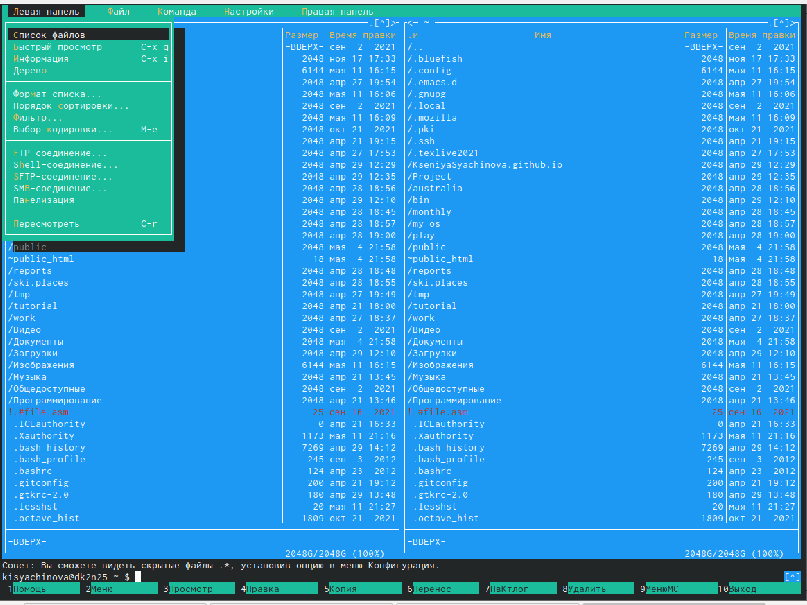 Левая панель Файл Команда Настройки Правая панель
.[^]> <- ~ .[^]>
Список файлов
Быстрый просмотр C-x q
Информация C-x i
Дерево
Формат списка...
Порядок сортировки...
Фильтр...
Выбор кодировки... M-e
FTP-соединение...
Shell-соединение...
SFTP-соединение...
SMB-соединение...
Панелизация
Пересмотреть C-r
Размер Время правки
-ВВЕРХ- сен 2 2021
2048 ноя 17 17:33
6144 мая 11 16:15
2048 апр 27 19:54
2048 мая 11 16:06
2048 сен 2 2021
2048 мая 11 16:09
2048 окт 21 2021
2048 апр 21 19:15
2048 апр 27 17:53
2048 апр 29 12:29
2048 апр 29 12:35
2048 апр 28 18:56
2048 апр 29 12:10
2048 апр 28 18:45
2048 апр 28 18:57
2048 апр 28 19:00
/public 2048 мая 4 21:58
~public_html 18 мая 4 21:58
/reports 2048 апр 28 18:48
/ski.places 2048 апр 28 18:55
/tmp 2048 апр 27 19:49
/tutorial 2048 апр 21 18:00
/work 2048 апр 27 18:37
/Видео 2048 сен 2 2021
/Документы 2048 мая 4 21:58
/Загрузки 2048 апр 29 12:10
/Изображения 6144 мая 11 16:15
/Музыка 2048 апр 21 13:45
/Общедоступные 2048 сен 2 2021
/Программирование 2048 апр 21 13:46
!.#file.asm 25 сен 16 2021
.ICEauthority 0 апр 21 16:33
.Xauthority 1173 мая 11 21:16
.bash_history 7269 апр 29 14:12
.bash_profile 245 сен 3 2012
.bashrc 124 апр 23 2012
.gitconfig 200 апр 21 19:12
.gtkrc-2.0 180 апр 29 13:48
.lesshst 20 мая 11 21:27
.octave_hist 1809 окт 21 2021
-ВВЕРХ-
2048G/2048G (100%)
.и Имя Размер Время правки
/.. -ВВЕРХ- сен 2 2021
/.bluefish 2048 ноя 17 17:33
/.config 6144 мая 11 16:15
/.emacs.d 2048 апр 27 19:54
/.gnupg 2048 мая 11 16:06
/.local 2048 сен 2 2021
/.mozilla 2048 мая 11 16:09
/.pki 2048 окт 21 2021
/.ssh 2048 апр 21 19:15
/.texlive2021 2048 апр 27 17:53
/KseniyaSyachinova.github.io 2048 апр 29 12:29
/Project 2048 апр 29 12:35
/australia 2048 апр 28 18:56
/bin 2048 апр 29 12:10
/monthly 2048 апр 28 18:45
/my_os 2048 апр 28 18:57
/play 2048 апр 28 19:00
/public 2048 мая 4 21:58
~public_html 18 мая 4 21:58
/reports 2048 апр 28 18:48
/ski.places 2048 апр 28 18:55
/tmp 2048 апр 27 19:49
/tutorial 2048 апр 21 18:00
/work 2048 апр 27 18:37
/Видео 2048 сен 2 2021
/Документы 2048 мая 4 21:58
/Загрузки 2048 апр 29 12:10
/Изображения 6144 мая 11 16:15
/Музыка 2048 апр 21 13:45
/Общедоступные 2048 сен 2 2021
/Программирование 2048 апр 21 13:46
!.#file.asm 25 сен 16 2021
.ICEauthority 0 апр 21 16:33
.Xauthority 1173 мая 11 21:16
.bash_history 7269 апр 29 14:12
.bash_profile 245 сен 3 2012
.bashrc 124 апр 23 2012
.gitconfig 200 апр 21 19:12
.gtkrc-2.0 180 апр 29 13:48
.lesshst 20 мая 11 21:27
.octave_hist 1809 окт 21 2021
-ВВЕРХ-
2048G/2048G (100%)
Совет: Вы сможете видеть скрытые файлы .*, установив опцию в меню Конфигурация.
kisyachinova@dk2n25 ~ $ [^]
1Помощь 2Меню 3Просмотр 4Правка 5Копия 6Перенос 7НвКтлог 8Удалить 9МенюMC 10Выход